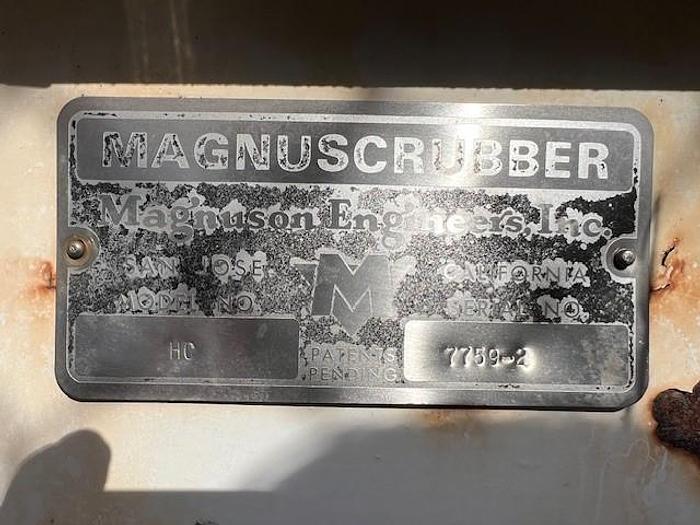 MAGNUSCRUBBER
Magnuson Engineers, Inc.
SAN JOSE CALIFORNIA
M
MODEL NO. SERIAL NO.
HC 7759-2
PATENTS
PENDING